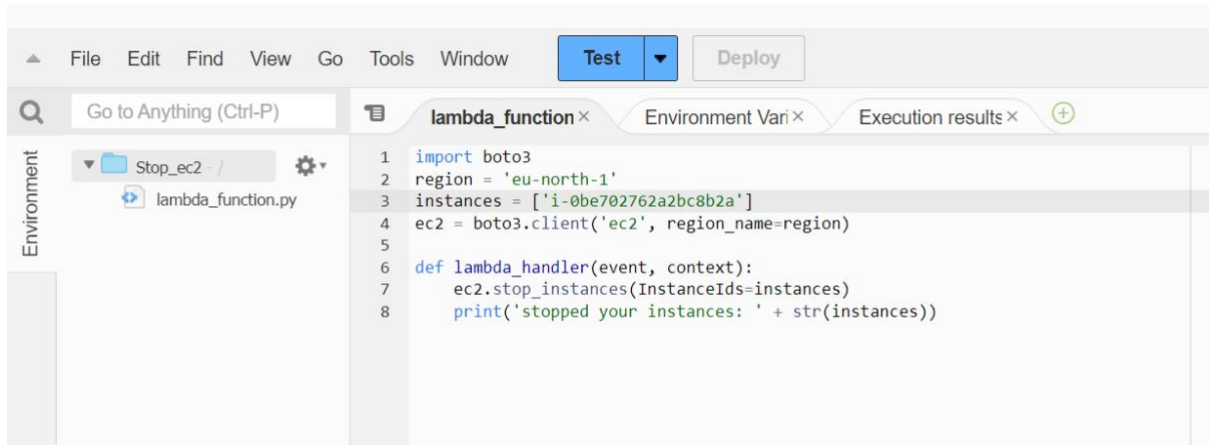 File Edit Find View Go Tools Window Test Deploy
Go to Anything (Ctrl-P)
lambda_function × Environment Vari × Execution results ×
Environment
Stop_ec2 - /
lambda_function.py
1 import boto3
2 region = 'eu-north-1'
3 instances = ['i-0be702762a2bc8b2a']
4 ec2 = boto3.client('ec2', region_name=region)
5
6 def lambda_handler(event, context):
7     ec2.stop_instances(InstanceIds=instances)
8     print('stopped your instances: ' + str(instances))